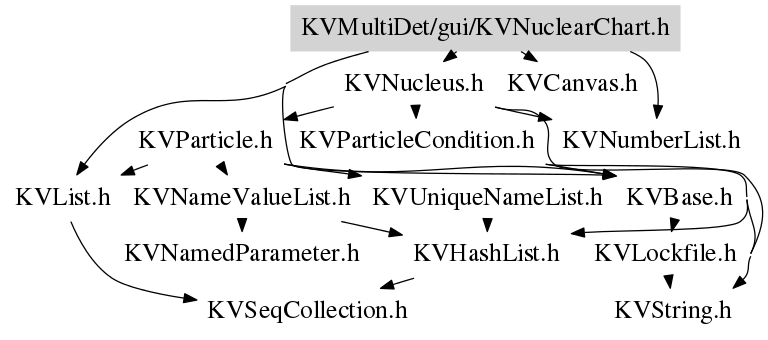 KVMultiDet/gui/KVNuclearChart.h
KVNucleus.h KVCanvas.h
KVParticle.h KVParticleCondition.h KVNumberList.h
KVList.h KVNameValueList.h KVUniqueNameList.h KVBase.h
KVNamedParameter.h KVHashList.h KVLockfile.h
KVSeqCollection.h KVString.h